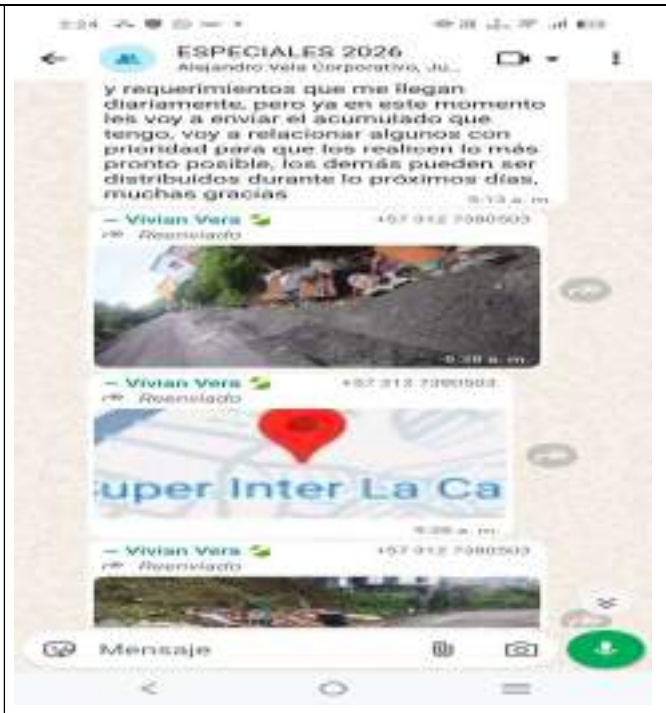 ESPECIALES 2026
Alejandro Vela Corporativo, Ju...
y requerimientos que me llegan
diariamente, pero ya en este momento
les voy a enviar el acumulado que
tengo, voy a relacionar algunos con
prioridad para que los realicen lo más
pronto posible, los demás pueden ser
distribuidos durante lo próximos días,
muchas gracias
~ Vivian Vera
Reenviado
~ Vivian Vera
Reenviado
uper Inter La Ca
~ Vivian Vera
Reenviado
Mensaje